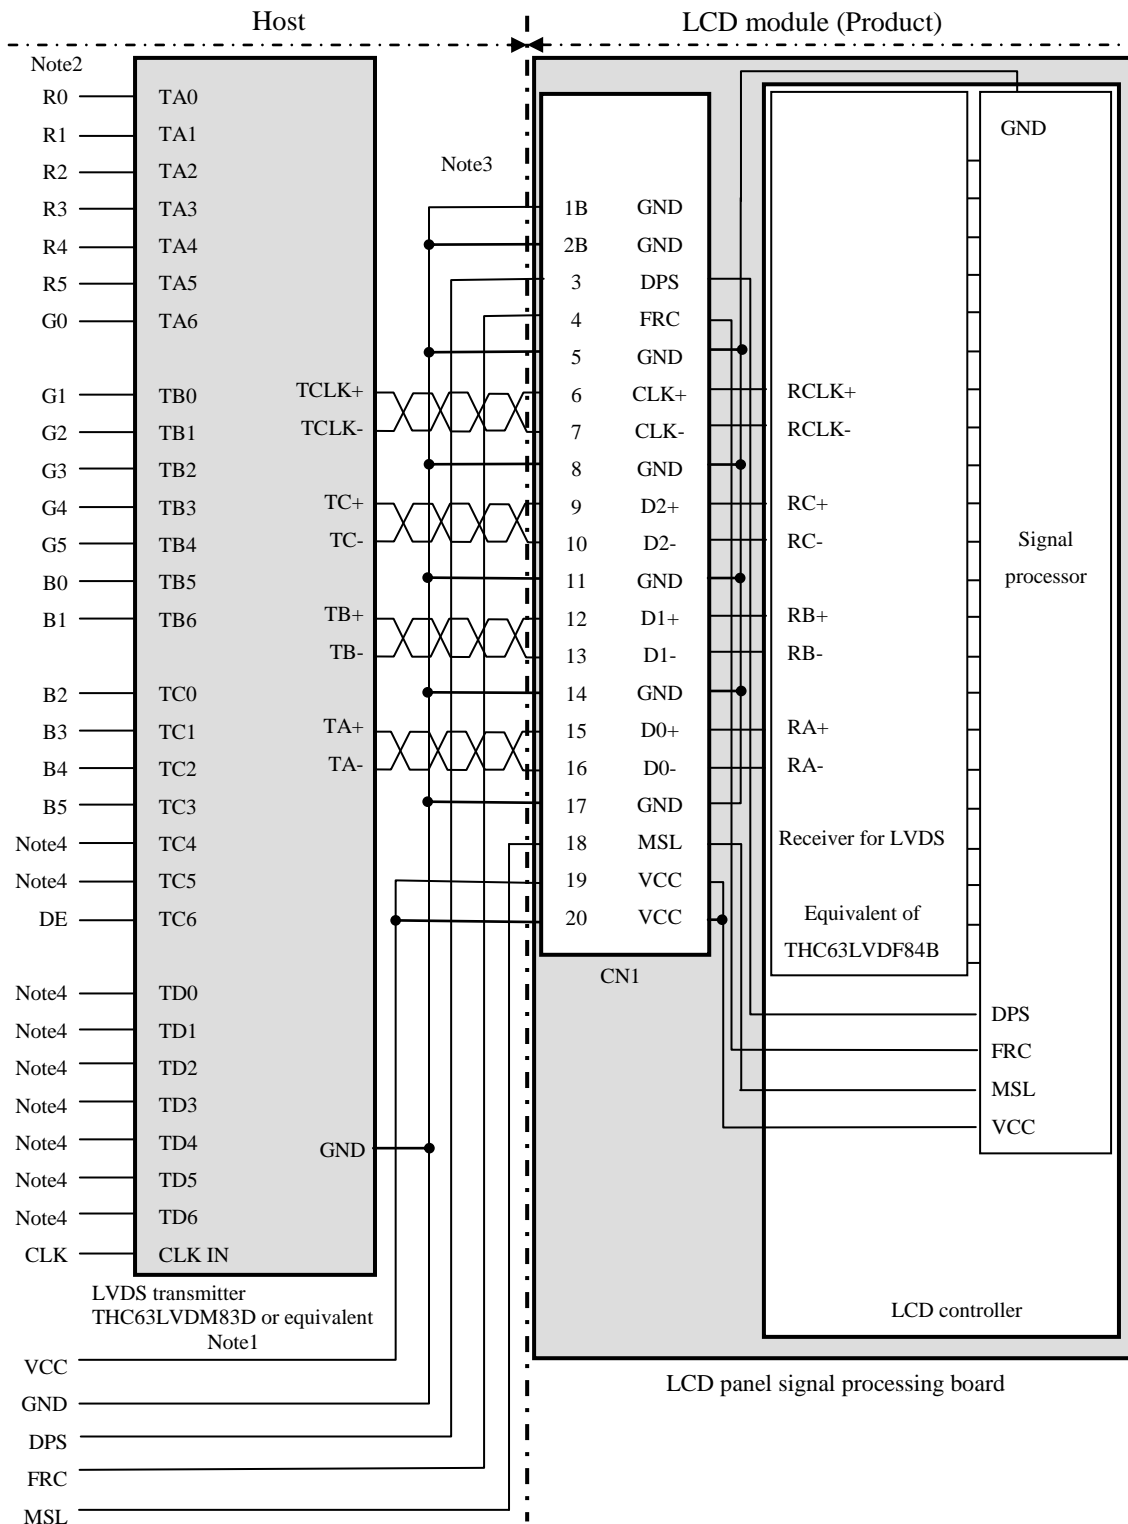 Host
LCD module (Product)
Note2
R0 TA0
R1 TA1
R2 TA2
R3 TA3
R4 TA4
R5 TA5
G0 TA6
G1 TB0
G2 TB1
G3 TB2
G4 TB3
G5 TB4
B0 TB5
B1 TB6
B2 TC0
B3 TC1
B4 TC2
B5 TC3
Note4 TC4
Note4 TC5
DE TC6
Note4 TD0
Note4 TD1
Note4 TD2
Note4 TD3
Note4 TD4
Note4 TD5
Note4 TD6
CLK CLK IN
TCLK+
TCLK-
TC+
TC-
TB+
TB-
TA+
TA-
GND
LVDS transmitter
THC63LVDM83D or equivalent
Note1
VCC
GND
DPS
FRC
MSL
Note3
1B GND
2B GND
3 DPS
4 FRC
5 GND
6 CLK+
7 CLK-
8 GND
9 D2+
10 D2-
11 GND
12 D1+
13 D1-
14 GND
15 D0+
16 D0-
17 GND
18 MSL
19 VCC
20 VCC
CN1
RCLK+
RCLK-
RC+
RC-
RB+
RB-
RA+
RA-
Receiver for LVDS
Equivalent of
THC63LVDF84B
GND
Signal
processor
DPS
FRC
MSL
VCC
LCD controller
LCD panel signal processing board